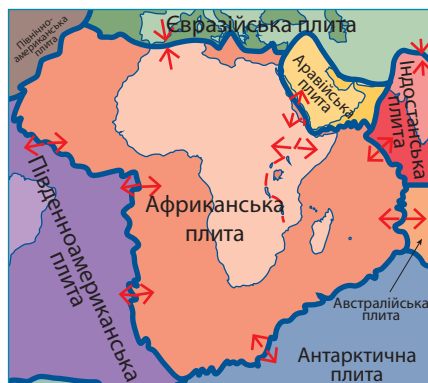 Північно-
американська
плита
Євразійська плита
Аравійська
плита
Індостанська
плита
Південноамериканська
плита
Африканська
плита
Австралійська
плита
Антарктична
плита